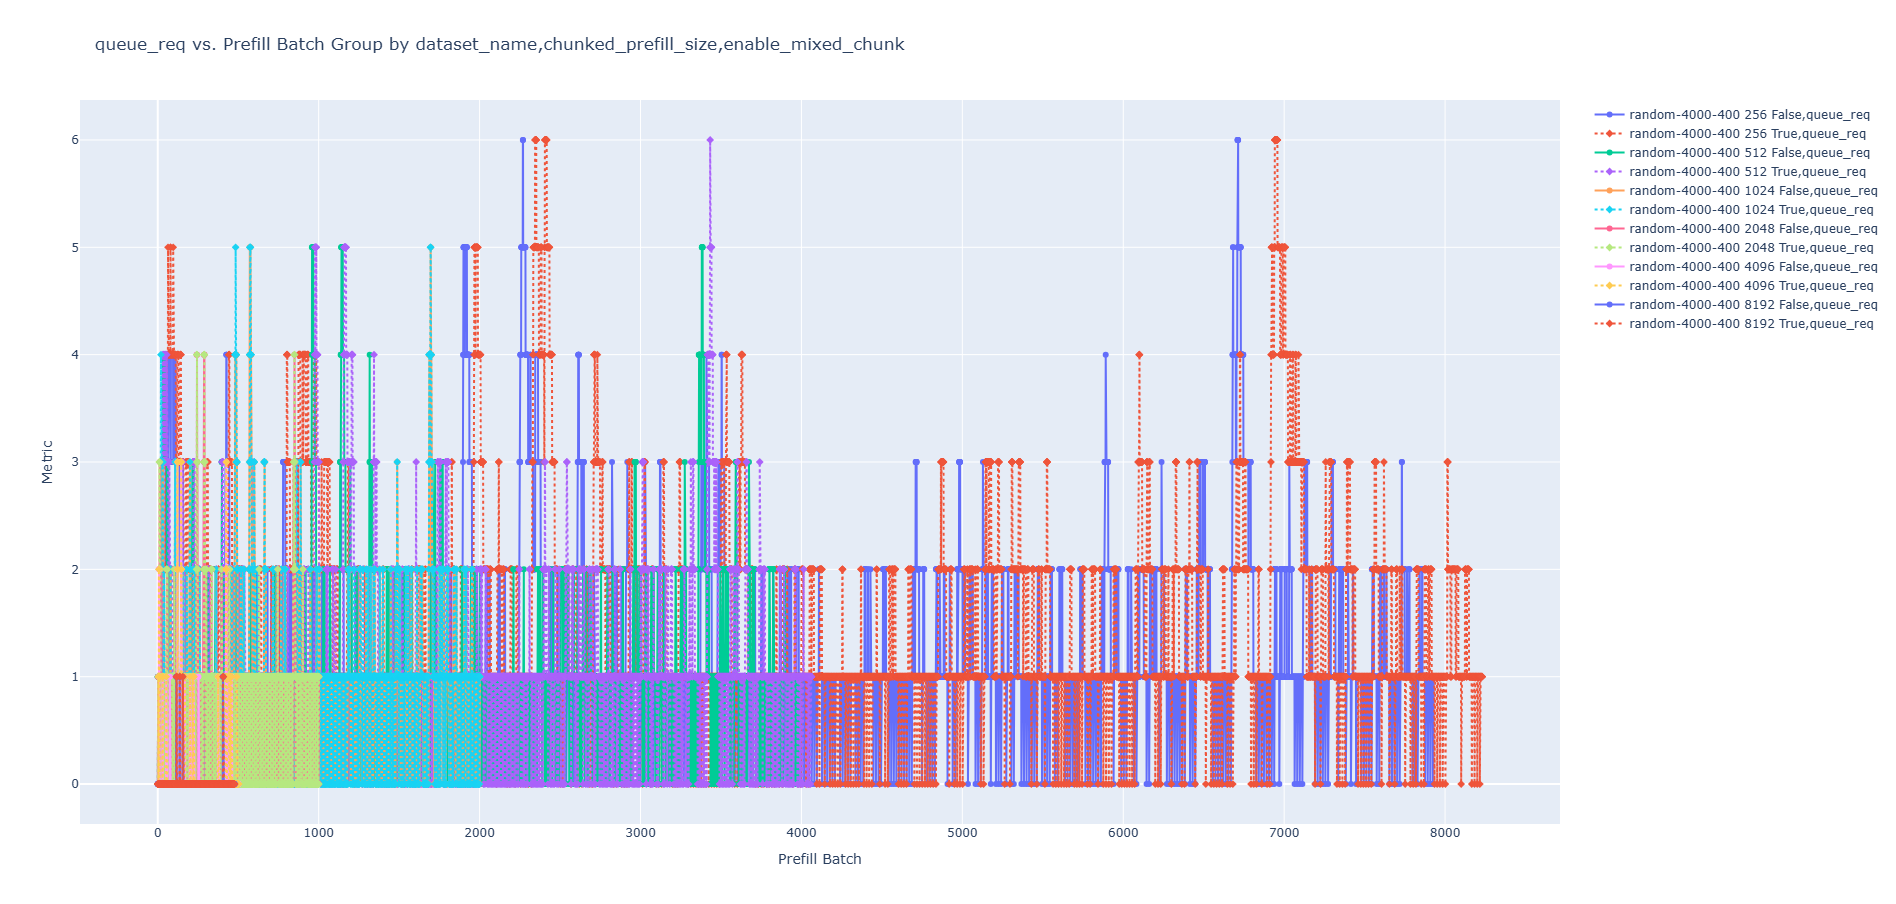 queue_req vs. Prefill Batch Group by dataset_name,chunked_prefill_size,enable_mixed_chunk
random-4000-400 256 False,queue_req
random-4000-400 256 True,queue_req
random-4000-400 512 False,queue_req
random-4000-400 512 True,queue_req
random-4000-400 1024 False,queue_req
random-4000-400 1024 True,queue_req
random-4000-400 2048 False,queue_req
random-4000-400 2048 True,queue_req
random-4000-400 4096 False,queue_req
random-4000-400 4096 True,queue_req
random-4000-400 8192 False,queue_req
random-4000-400 8192 True,queue_req
6
5
4
3
2
1
0
Metric
0 1000 2000 3000 4000 5000 6000 7000 8000
Prefill Batch